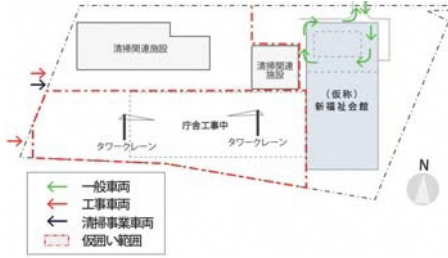 清掃関連施設
清掃関連
施設
(仮称)
新福祉会館
庁舎工事中
タワークレーン
タワークレーン
N
一般車両
工事車両
清掃事業車両
仮囲い範囲